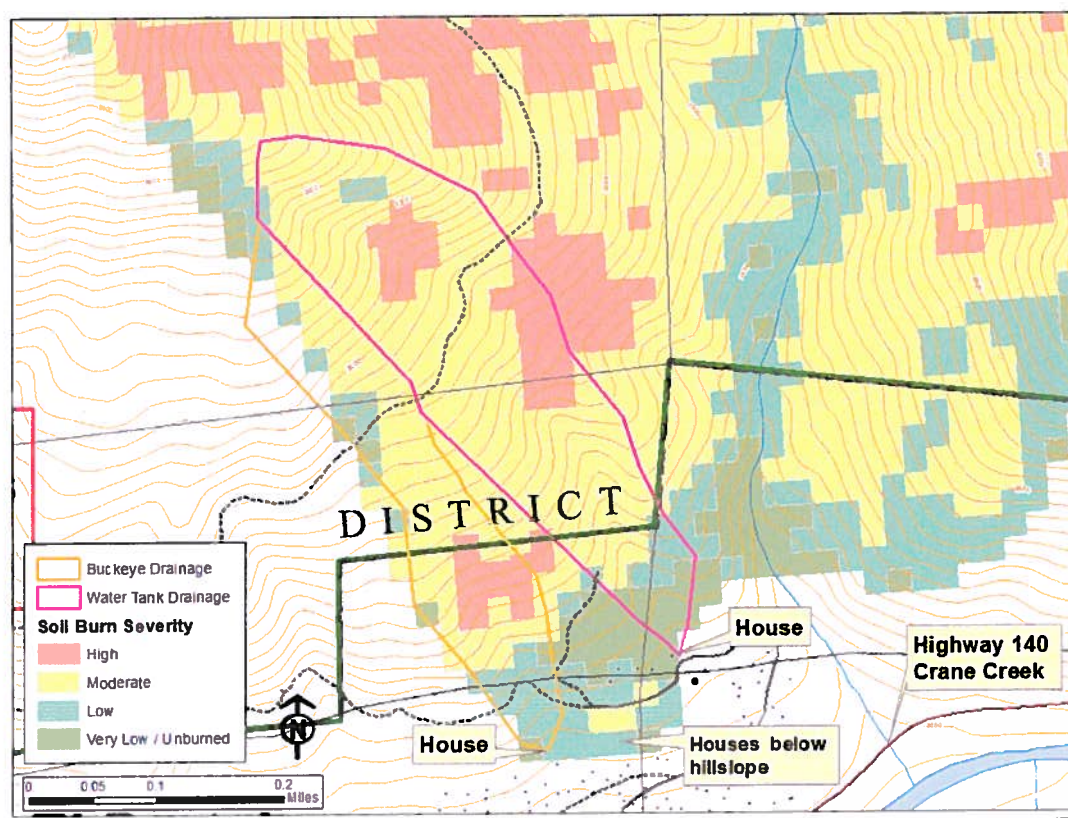 DISTRICT
Buckeye Drainage
Water Tank Drainage
Soil Burn Severity
High
Moderate
Low
Very Low / Unburned
N
0 0.05 0.1 0.2
Miles
House
House
Houses below
hillslope
Highway 140
Crane Creek